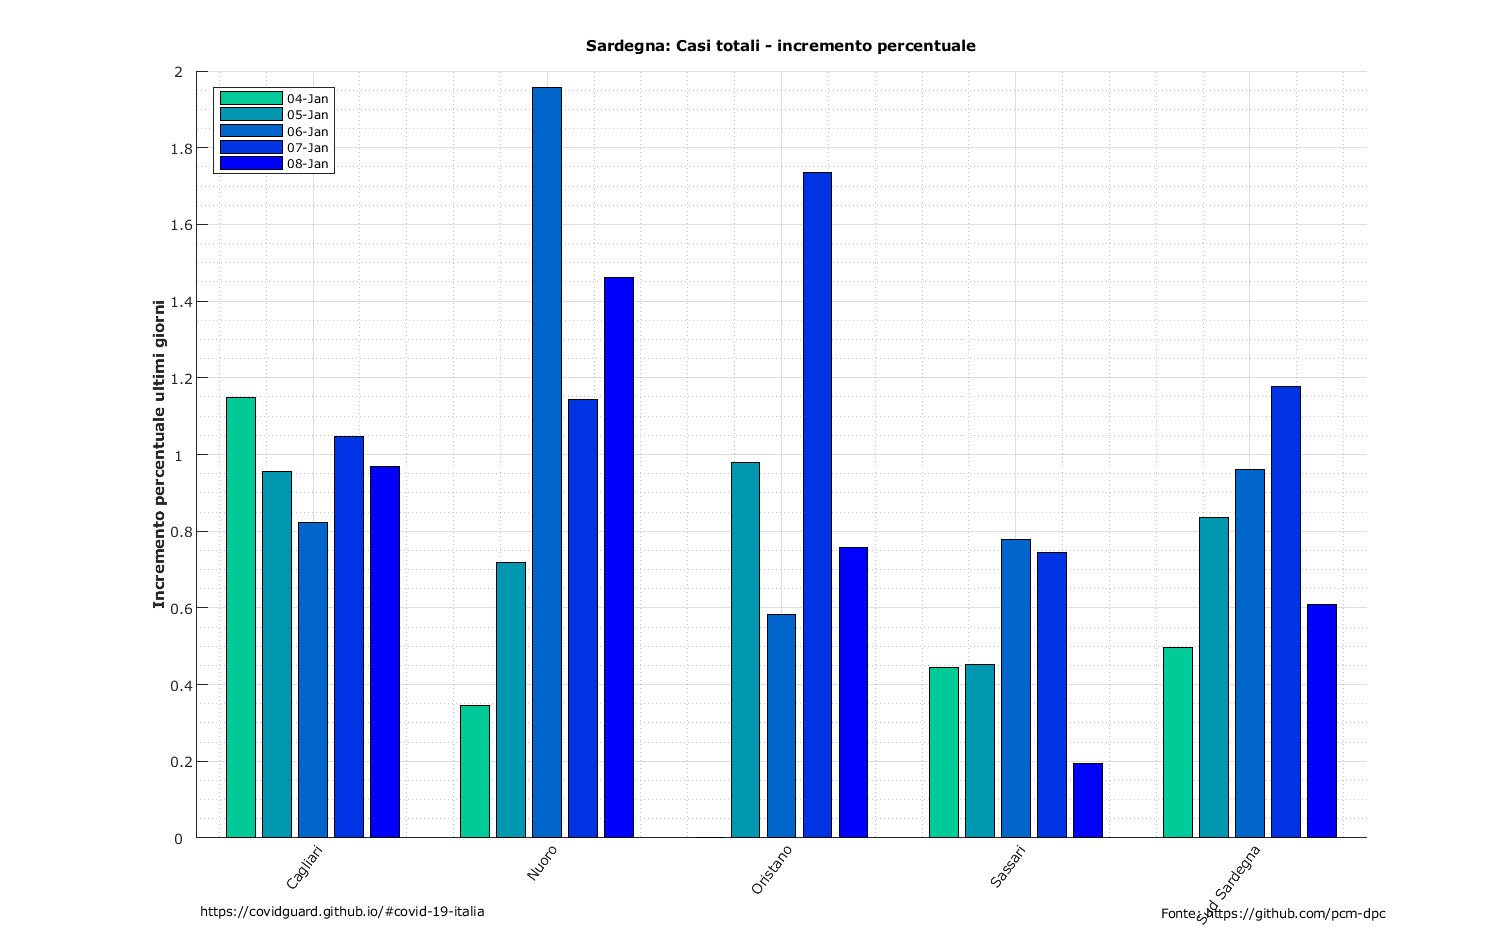 Sardegna: Casi totali - incremento percentuale
04-Jan
05-Jan
06-Jan
07-Jan
08-Jan
Incremento percentuale ultimi giorni
2
1.8
1.6
1.4
1.2
1
0.8
0.6
0.4
0.2
0
Cagliari
Nuoro
Oristano
Sassari
Sud Sardegna
https://covidguard.github.io/#covid-19-italia
Fonte: https://github.com/pcm-dpc